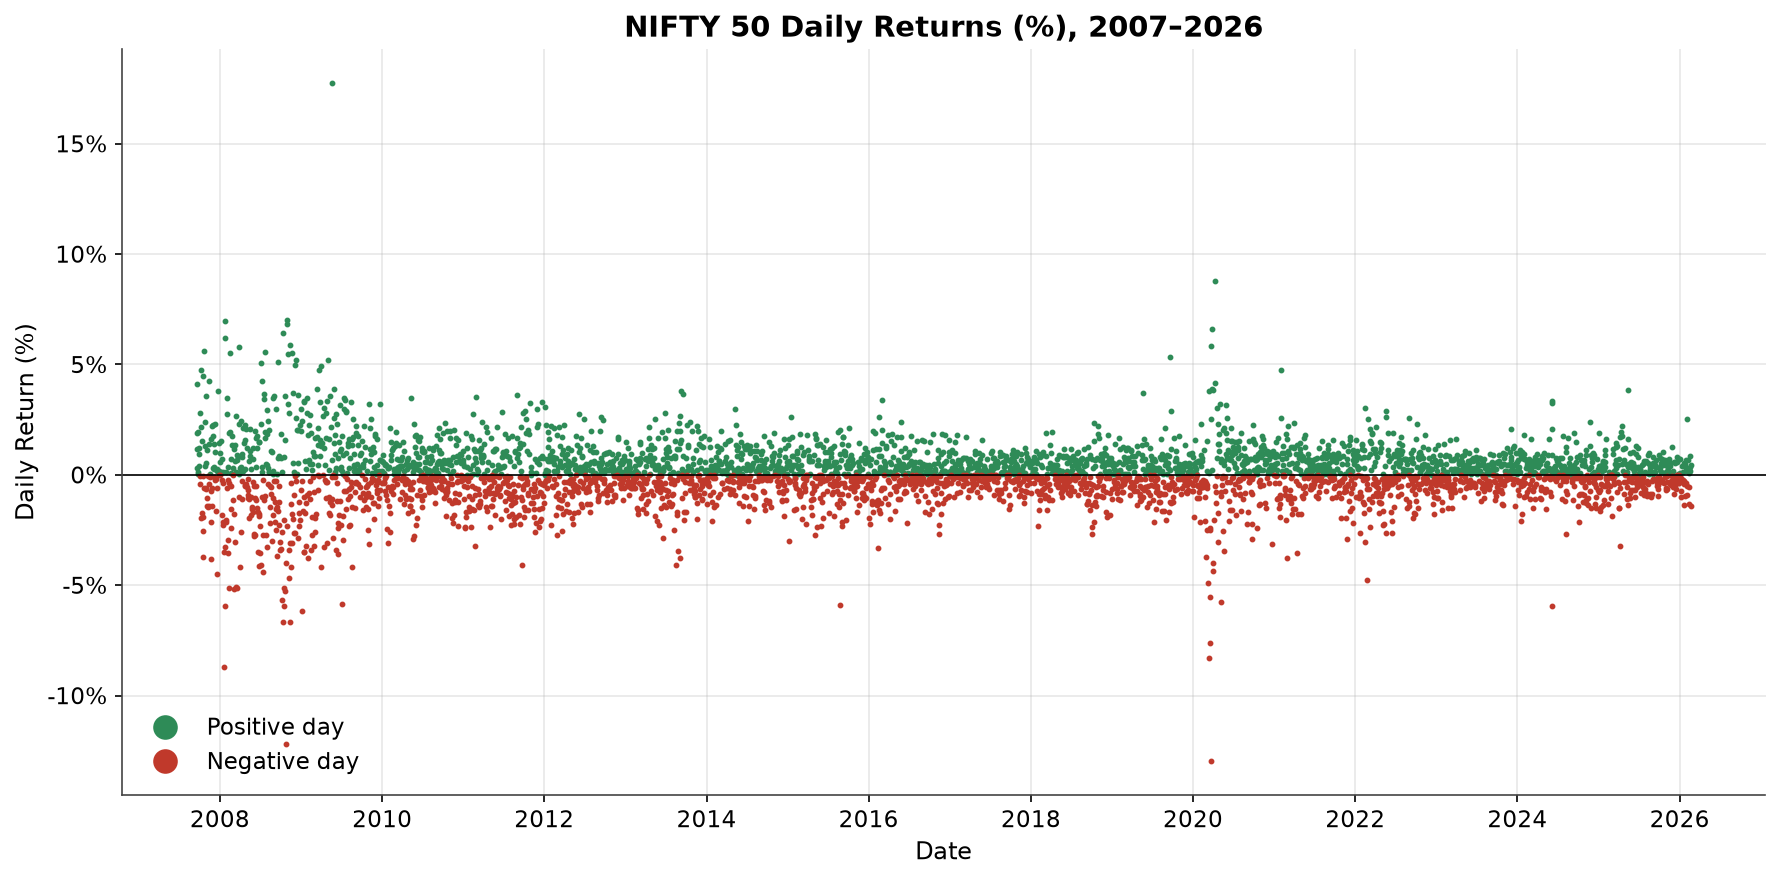 NIFTY 50 Daily Returns (%), 2007–2026
Daily Return (%)
15%
10%
5%
0%
-5%
-10%
Positive day
Negative day
2008 2010 2012 2014 2016 2018 2020 2022 2024 2026
Date